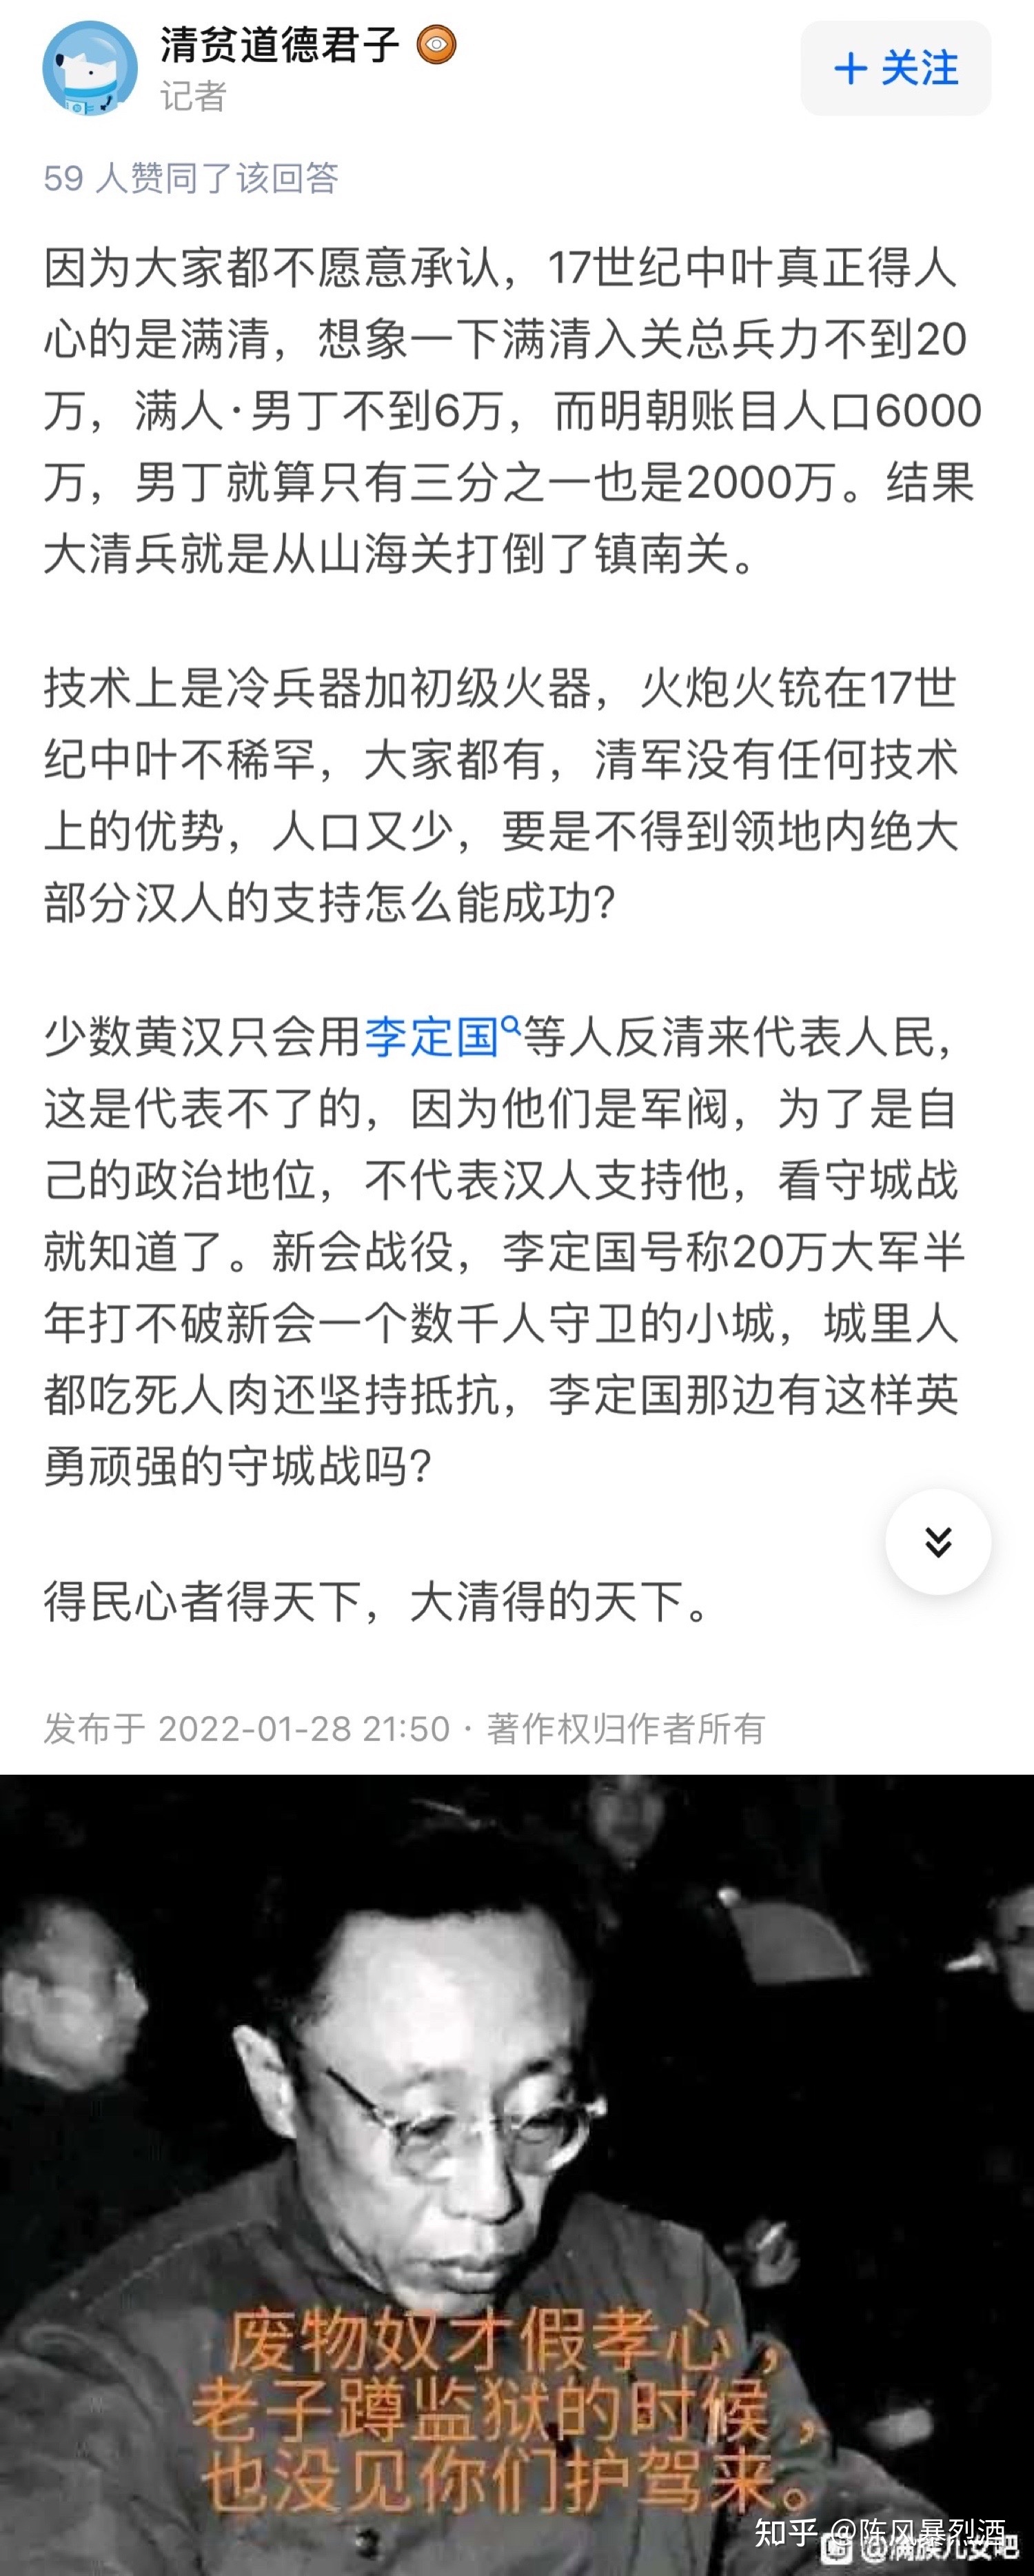 清贫道德君子
记者
+ 关注
59 人赞同了该回答
因为大家都不愿意承认，17世纪中叶真正得人
心的是满清，想象一下满清入关总兵力不到20
万，满人·男丁不到6万，而明朝账目人口6000
万，男丁就算只有三分之一也是2000万。结果
大清兵就是从山海关打倒了镇南关。
技术上是冷兵器加初级火器，火炮火铳在17世
纪中叶不稀罕，大家都有，清军没有任何技术
上的优势，人口又少，要是不得到领地内绝大
部分汉人的支持怎么能成功?
少数黄汉只会用李定国等人反清来代表人民，
这是代表不了的，因为他们是军阀，为了是自
己的政治地位，不代表汉人支持他，看守城战
就知道了。新会战役，李定国号称20万大军半
年打不破新会一个数千人守卫的小城，城里人
都吃死人肉还坚持抵抗，李定国那边有这样英
勇顽强的守城战吗?
得民心者得天下，大清得的天下。
发布于 2022-01-28 21:50 · 著作权归作者所有
废物奴才假孝心，
老子蹲监狱的时候，
也没见你们护驾来。
知乎 @陈风暴烈酒
贴 @满族儿女吧